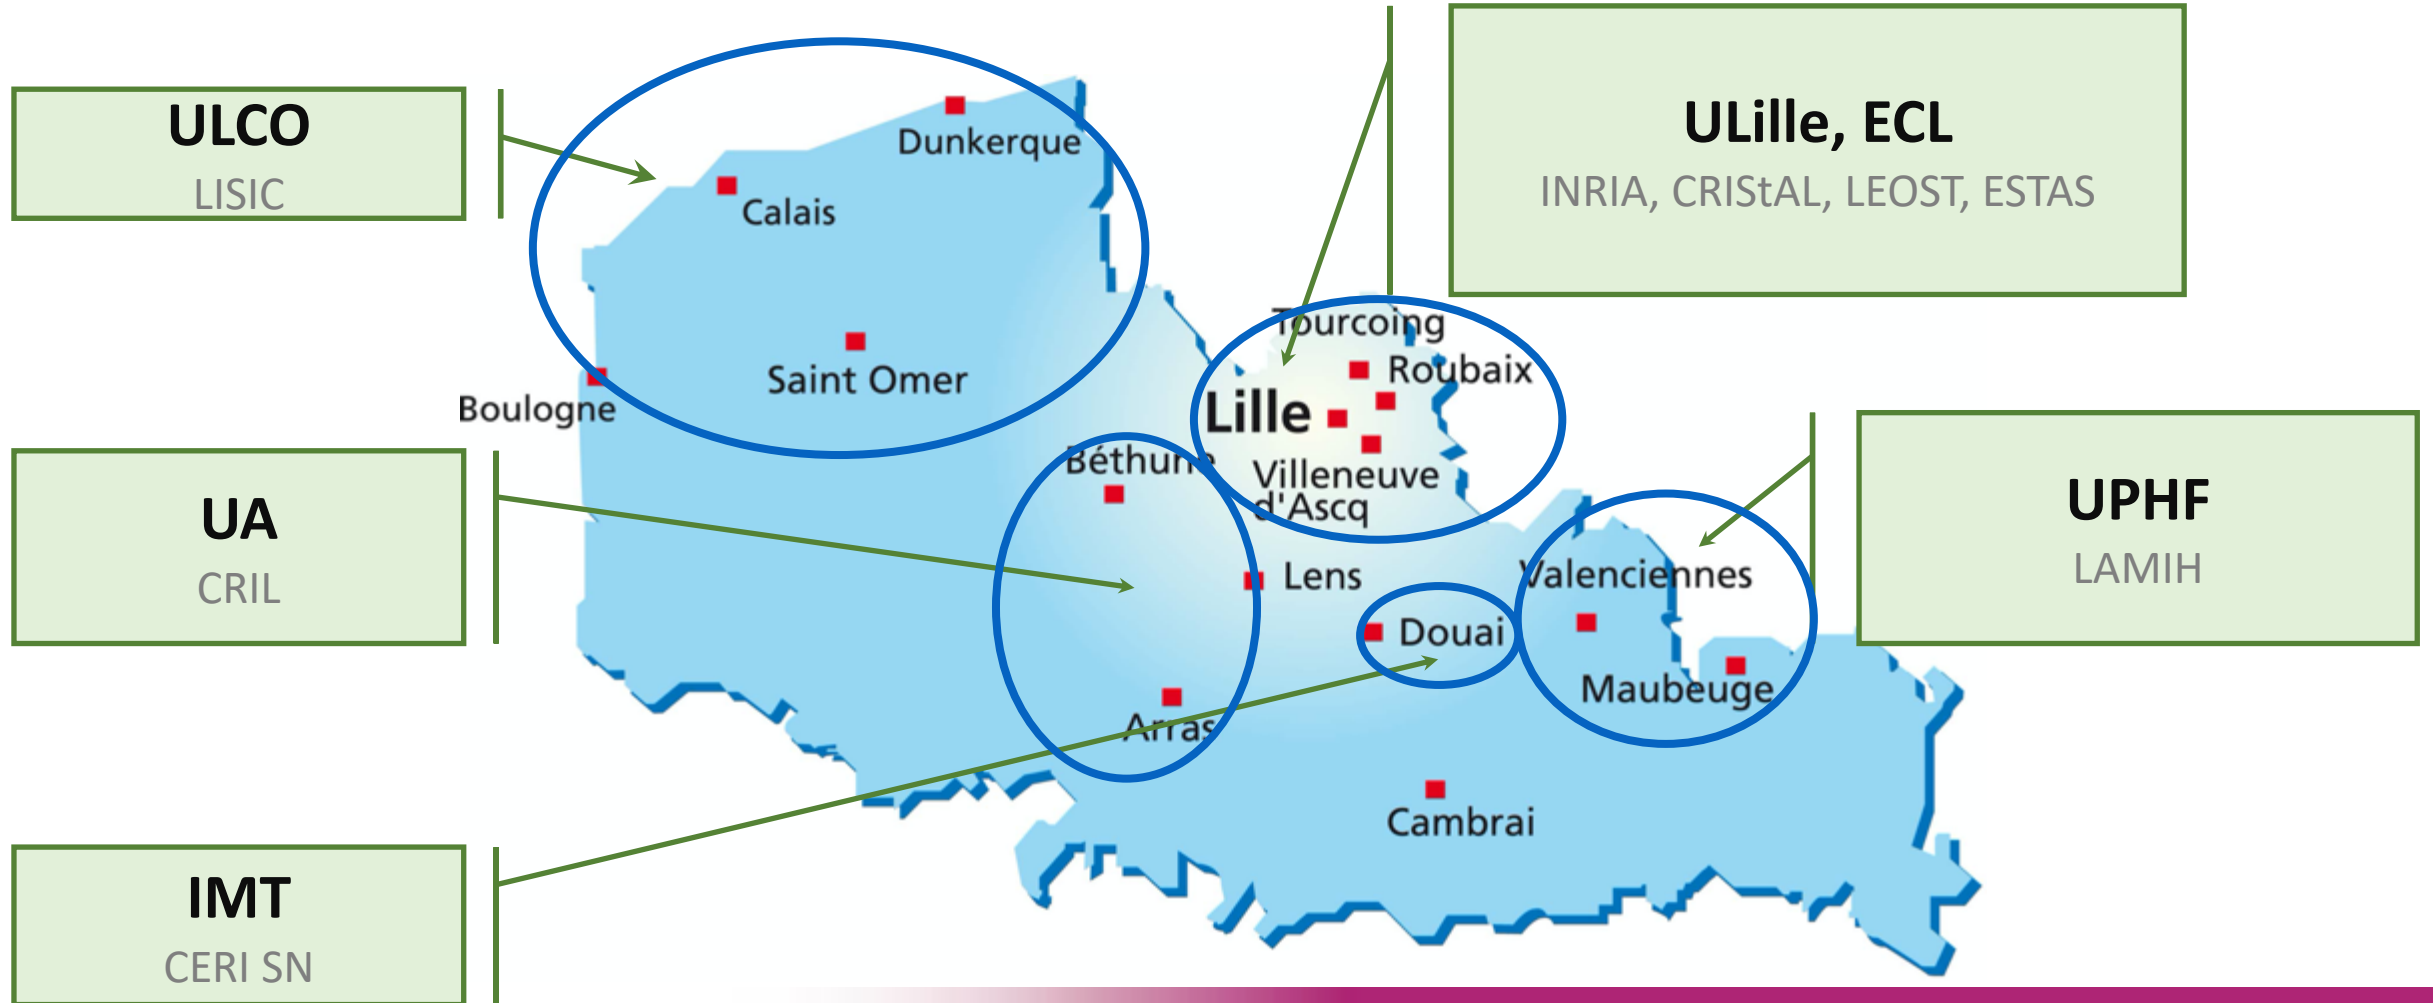 ULCO
LISIC
ULille, ECL
INRIA, CRIStAL, LEOST, ESTAS
Dunkerque
Calais
Saint Omer
Boulogne
Tourcoing
Roubaix
Lille
Villeneuve
d'Ascq
Béthune
UA
CRIL
UPHF
LAMIH
Lens
Valenciennes
Douai
Maubeuge
Arras
Cambrai
IMT
CERI SN